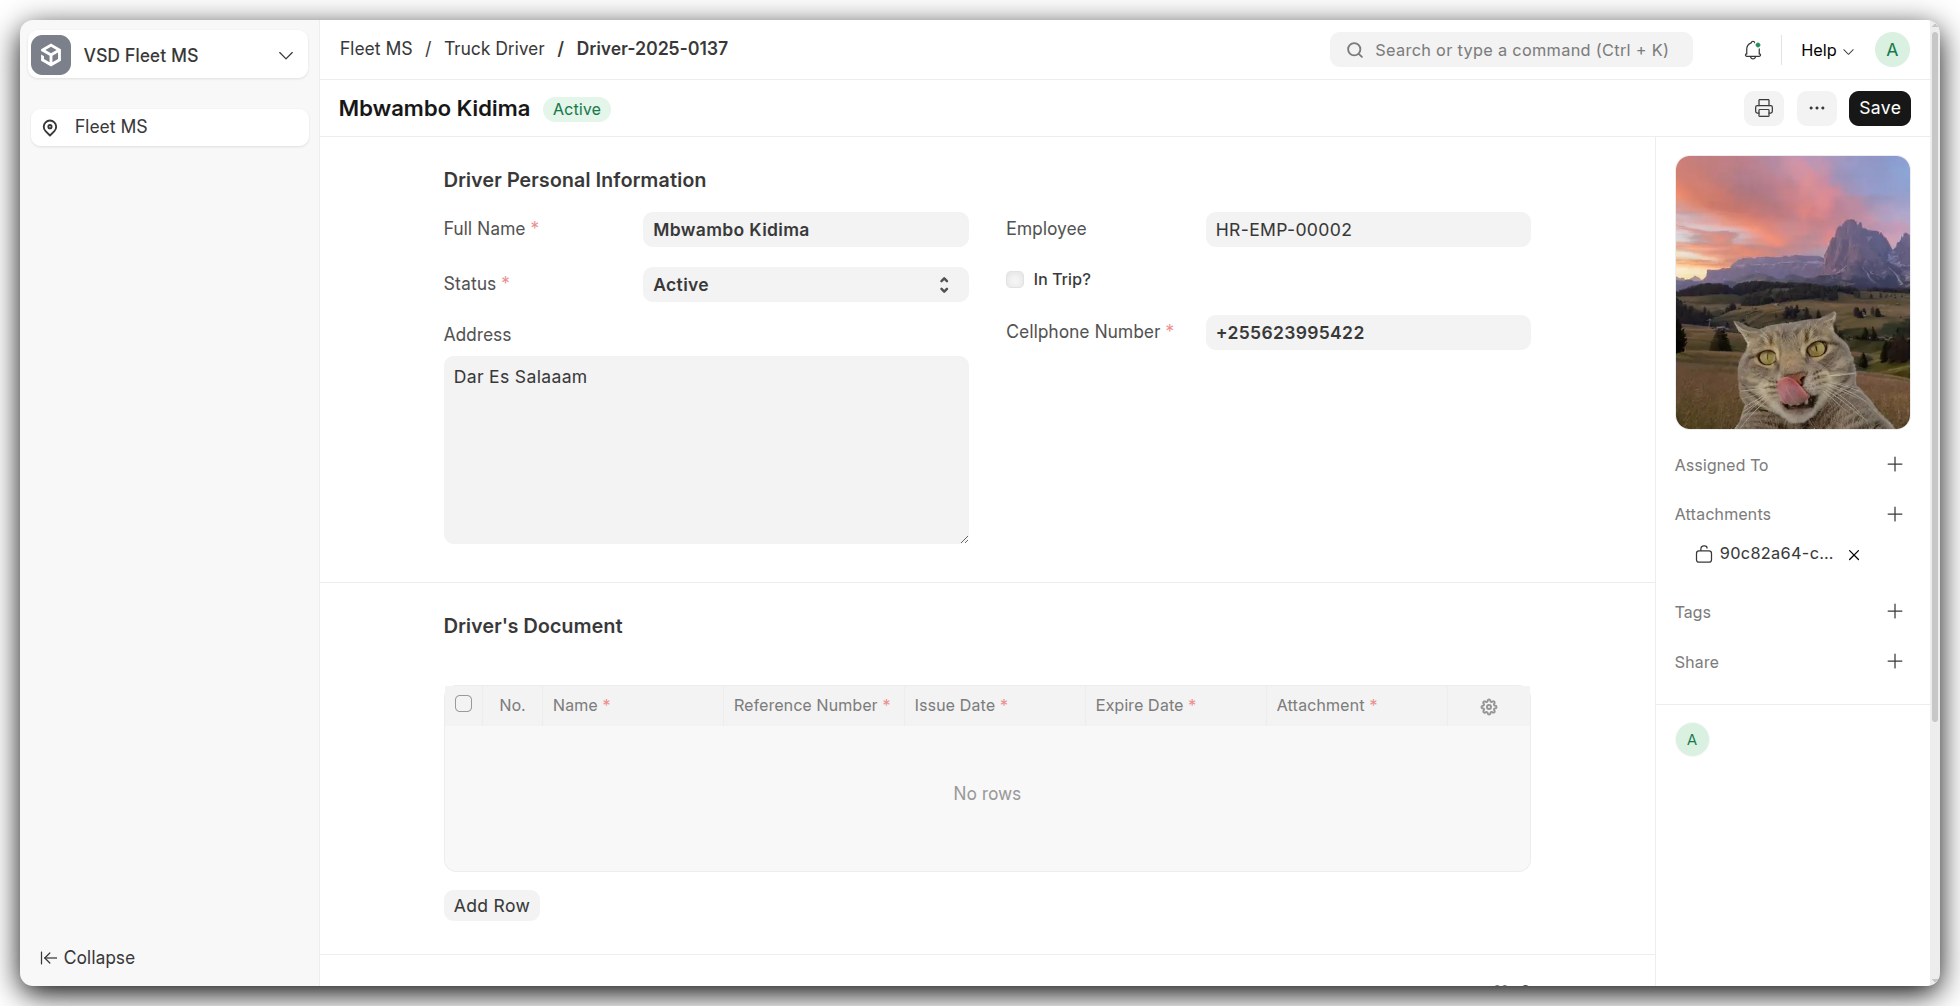 VSD Fleet MS
Fleet MS / Truck Driver / Driver-2025-0137
Search or type a command (Ctrl + K)
Help
A
Fleet MS
Mbwambo Kidima
Active
Save
Driver Personal Information
Full Name *
Mbwambo Kidima
Employee
HR-EMP-00002
Status *
Active
In Trip?
Address
Cellphone Number *
+255623995422
Dar Es Salaaam
Assigned To
Attachments
90c82a64-c...
Tags
Share
A
Driver's Document
No. Name * Reference Number * Issue Date * Expire Date * Attachment *
No rows
Add Row
Collapse